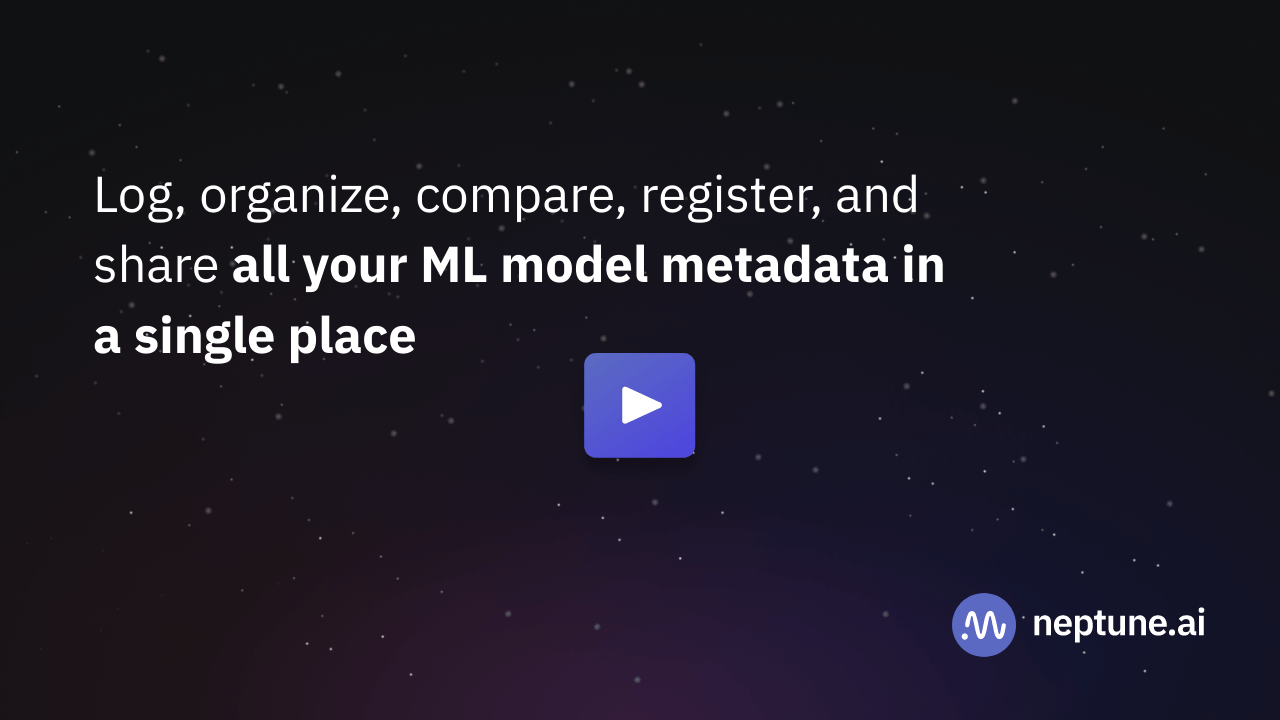 Log, organize, compare, register, and
share all your ML model metadata in
a single place
neptune.ai